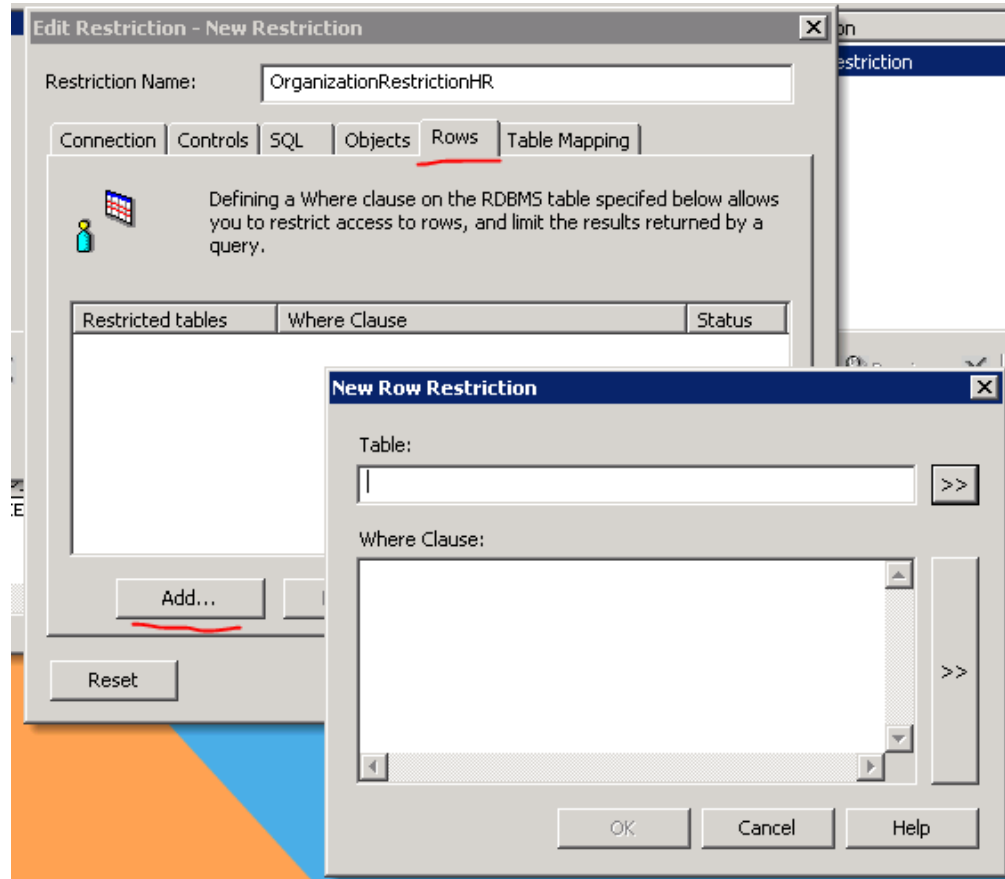 Edit Restriction - New Restriction
on
estriction
Restriction Name:
OrganizationRestrictionHR
Connection
Controls
SQL
Objects
Rows
Table Mapping
Defining a Where clause on the RDBMS table specifed below allows
you to restrict access to rows, and limit the results returned by a
query.
Restricted tables
Where Clause
Status
New Row Restriction
Table:
>>
Where Clause:
>>
Add...
Reset
OK
Cancel
Help